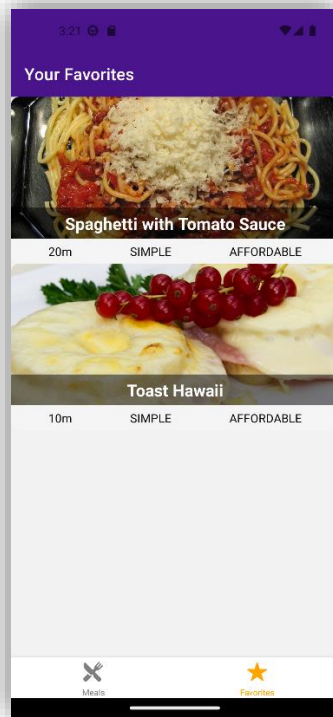 3:21
Your Favorites
Spaghetti with Tomato Sauce
20m SIMPLE AFFORDABLE
Toast Hawaii
10m SIMPLE AFFORDABLE
Meals Favorites